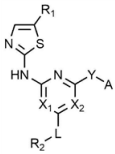 R₁
N S
HN N Y A
X₁ X₂
L
R₂